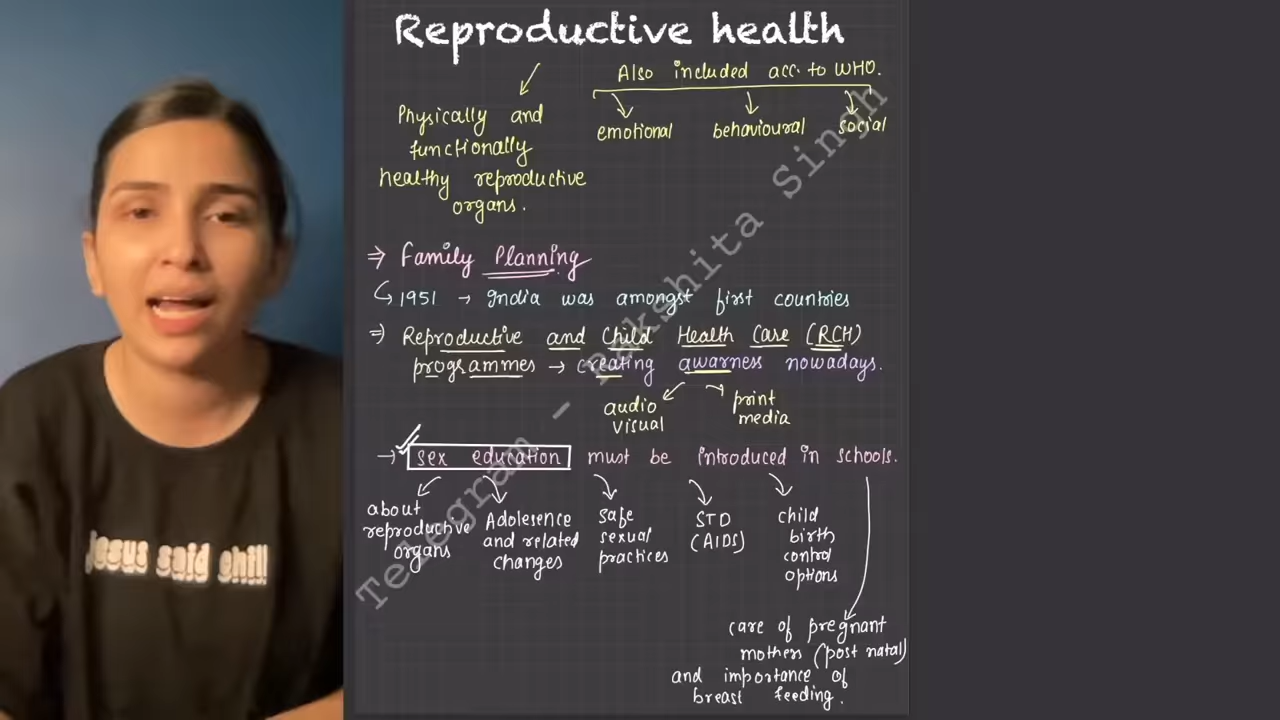 Reproductive health
Also included acc. to WHO.
Physically and
functionally
healthy reproductive
organs.
emotional
behavioural
social
⇒ Family Planning
1951 → India was amongst first countries
⇒ Reproductive and Child Health Care (RCH)
programmes → creating awarness nowadays.
audio
visual
print
media
→ sex education must be introduced in schools.
about
reproductive
organs
Adolesence
and related
changes
Safe
sexual
practices
STD
(AIDS)
child
birth
control
options
care of pregnant
mothers (post natal)
and importance of
breast feeding.
Telegram - Rakshita Singh
Jesus said chill